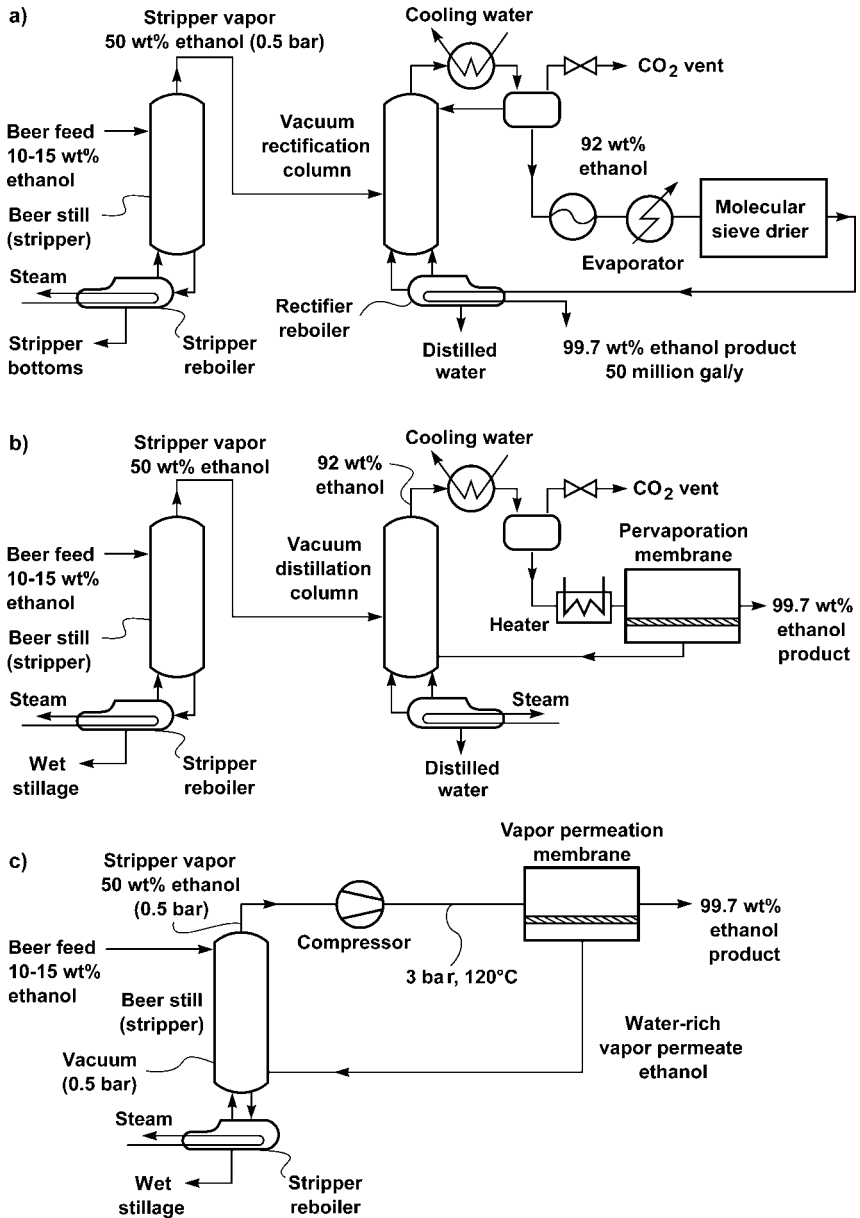 a)
Stripper vapor
50 wt% ethanol (0.5 bar)
Cooling water
CO2 vent
Beer feed
10-15 wt%
ethanol
Vacuum
rectification
column
92 wt%
ethanol
Beer still
(stripper)
Molecular
sieve drier
Evaporator
Steam
Rectifier
reboiler
Stripper
bottoms
Stripper
reboiler
Distilled
water
99.7 wt% ethanol product
50 million gal/y
b)
Stripper vapor
50 wt% ethanol
92 wt%
ethanol
Cooling water
CO2 vent
Beer feed
10-15 wt%
ethanol
Vacuum
distillation
column
Pervaporation
membrane
Beer still
(stripper)
Heater
99.7 wt%
ethanol
product
Steam
Steam
Wet
stillage
Stripper
reboiler
Distilled
water
c)
Stripper vapor
50 wt% ethanol
(0.5 bar)
Vapor permeation
membrane
Compressor
99.7 wt%
ethanol
product
Beer feed
10-15 wt%
ethanol
3 bar, 120°C
Beer still
(stripper)
Water-rich
vapor permeate
ethanol
Vacuum
(0.5 bar)
Steam
Wet
stillage
Stripper
reboiler